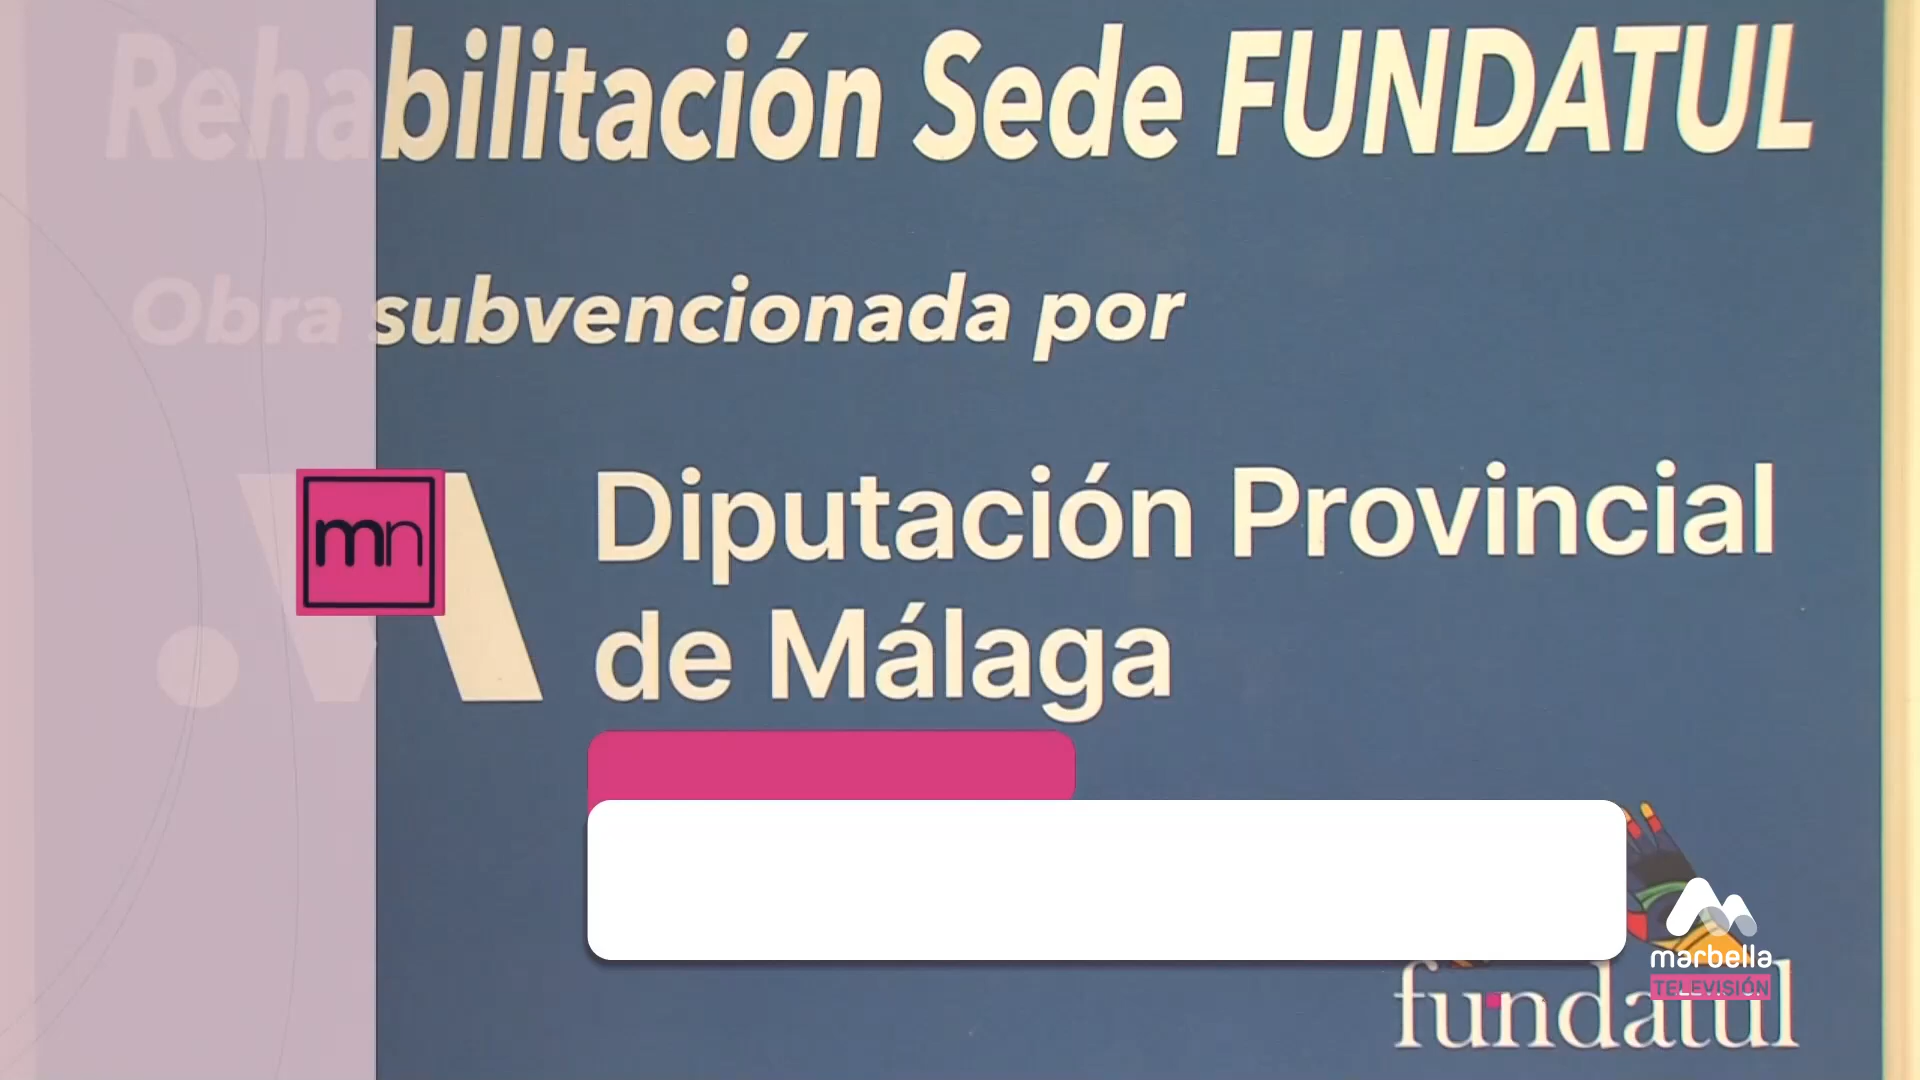 Rehabilitación Sede FUNDATUL
Obra subvencionada por
mn
Diputación Provincial
de Málaga
marbella
TELEVISIÓN
fundatul